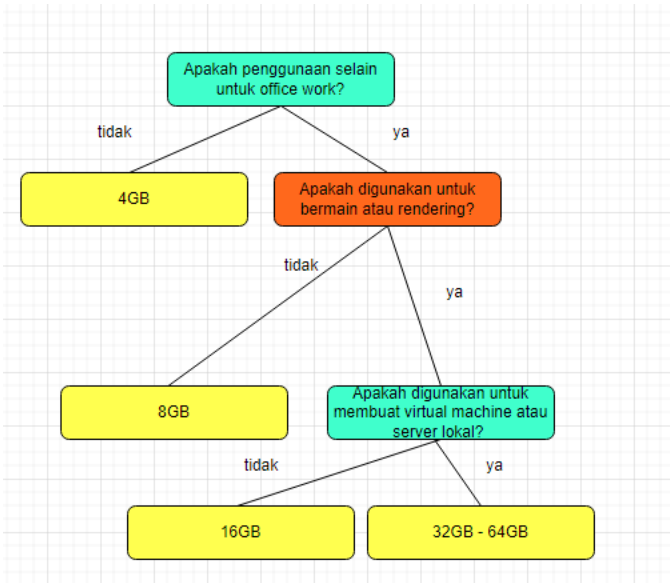 Apakah penggunaan selain
untuk office work?
tidak
ya
4GB
Apakah digunakan untuk
bermain atau rendering?
tidak
ya
8GB
Apakah digunakan untuk
membuat virtual machine atau
server lokal?
tidak
ya
16GB
32GB - 64GB